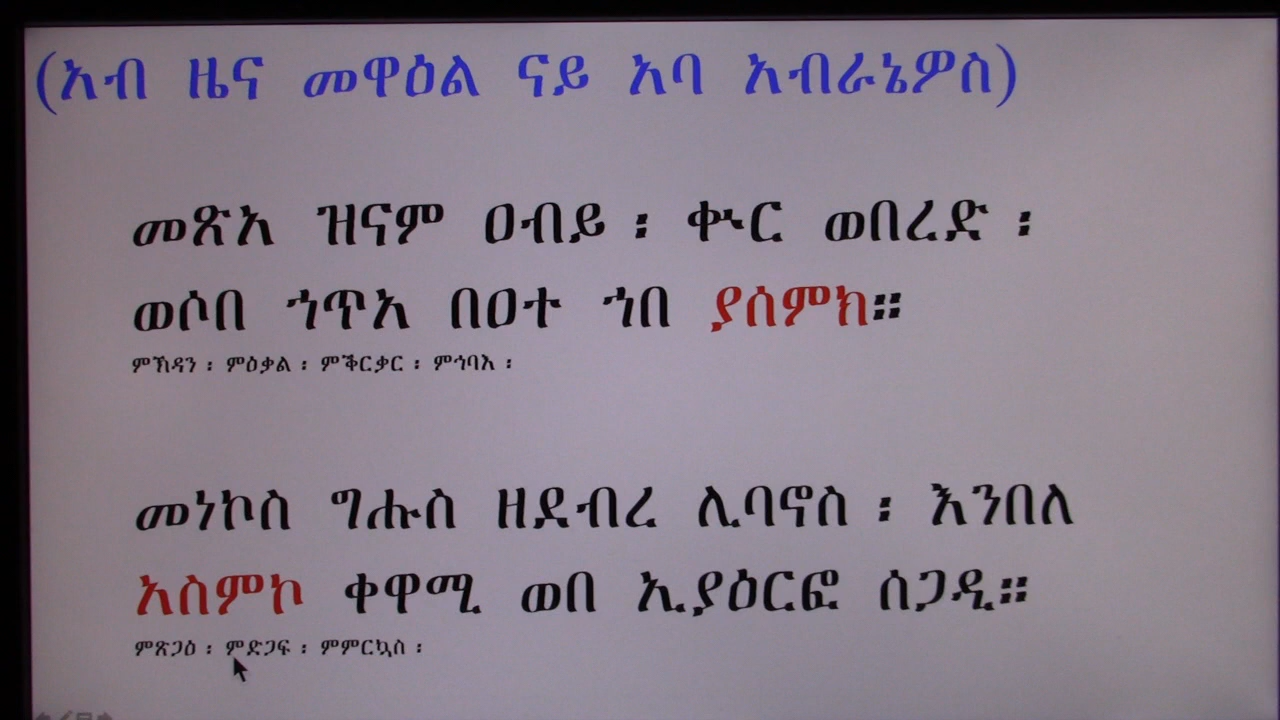 (አብ ዜና መዋዕል ናይ አባ አብራኔዎስ)
መጽአ ዝናም ዐብይ ፡ ቍር ወበረድ ፡
ወሶበ ኀጥአ በዐተ ኀበ ያሰምክ።
ምኽዳን ፡ ምዕቃል ፡ ምቕርቃር ፡ ምኅባእ ፡
መነኮስ ግሑስ ዘደብረ ሊባኖስ ፡ እንበለ
አስምኮ ቀዋሚ ወበ ኢያዕርፎ ሰጋዲ።
ምጽጋዕ ፡ ምድጋፍ ፡ ምምርኳስ ፡